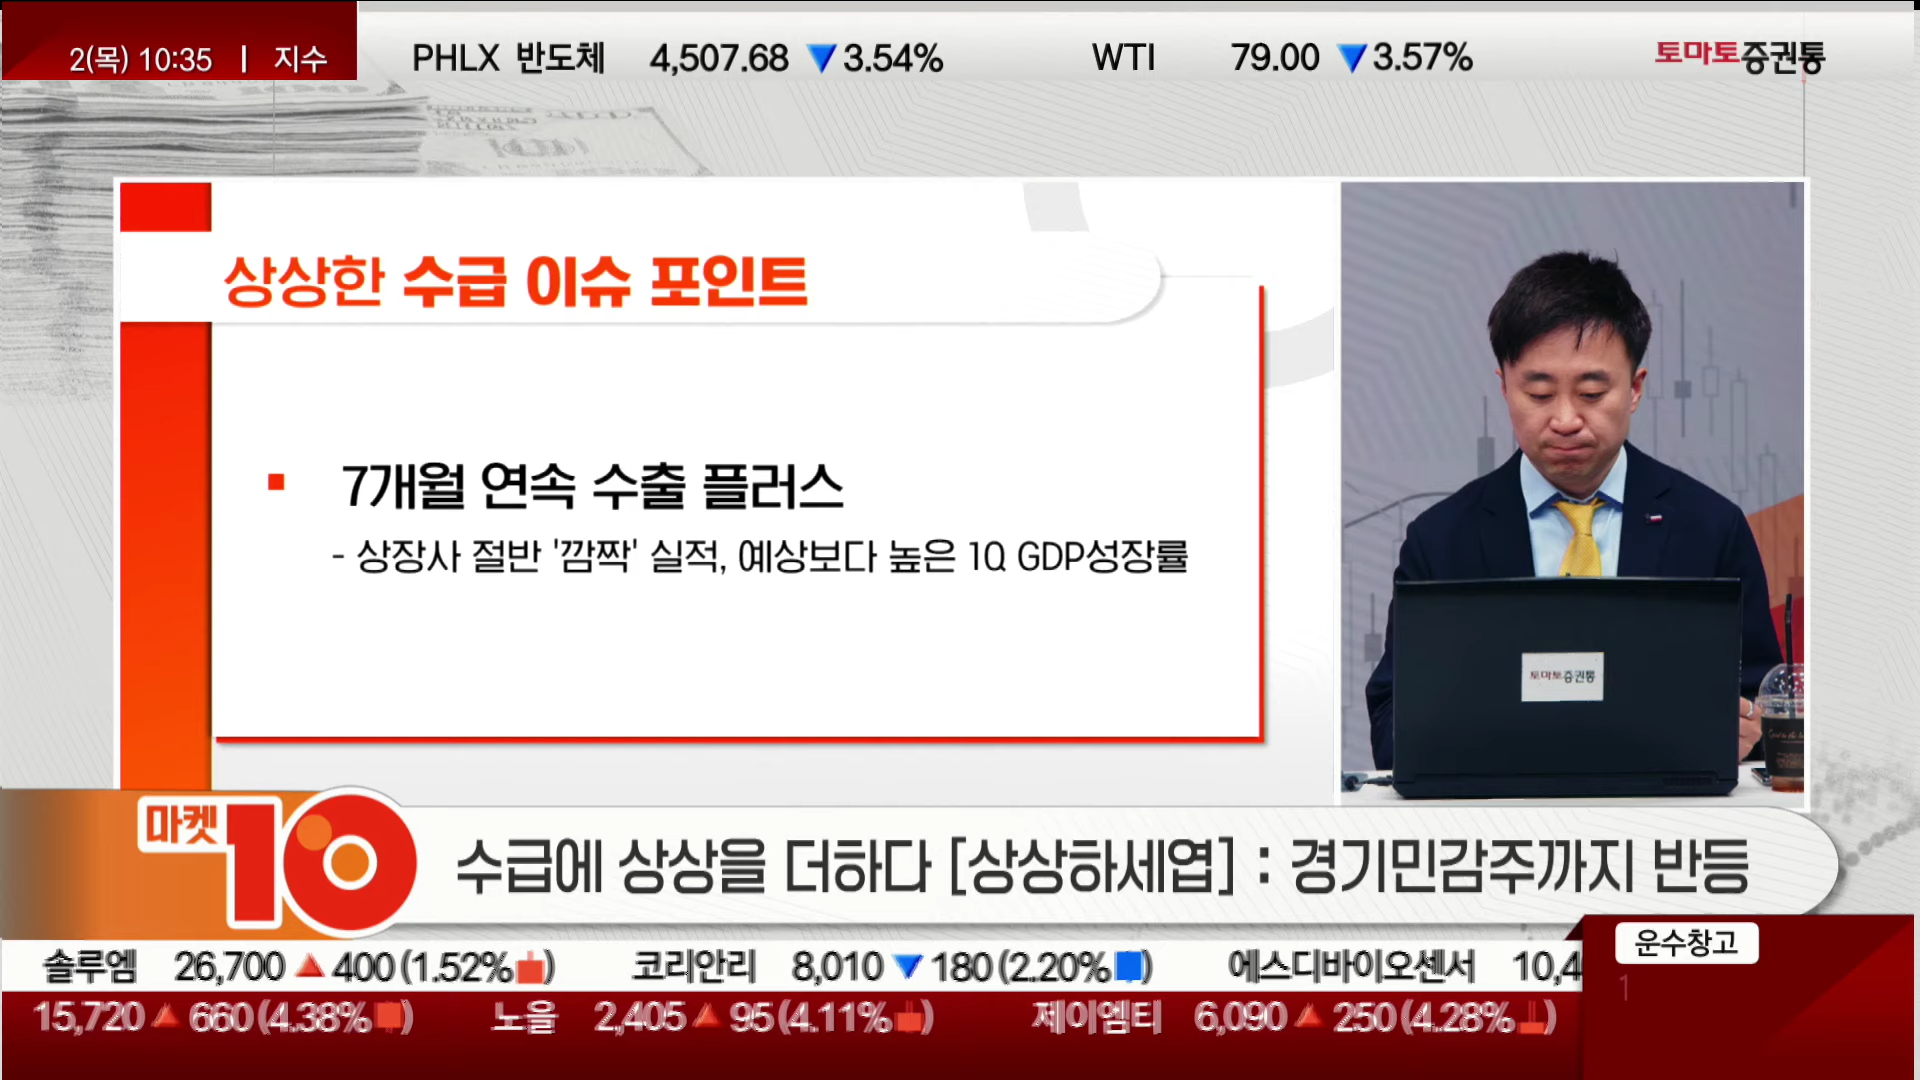 2(목) 10:35 | 지수
PHLX 반도체 4,507.68 ▼3.54% WTI 79.00 ▼3.57%
토마토증권통
상상한 수급 이슈 포인트
7개월 연속 수출 플러스
- 상장사 절반 '깜짝' 실적, 예상보다 높은 1Q GDP성장률
토마토증권통
마켓10
수급에 상상을 더하다 [상상하세엽] : 경기민감주까지 반등
운수창고
1
솔루엠 26,700 ▲400(1.52%) 코리안리 8,010 ▼180(2.20%) 에스디바이오센서 10,4
15,720 ▲660(4.38%) 노을 2,405 ▲95(4.11%) 제이엠티 6,090 ▲250(4.28%)